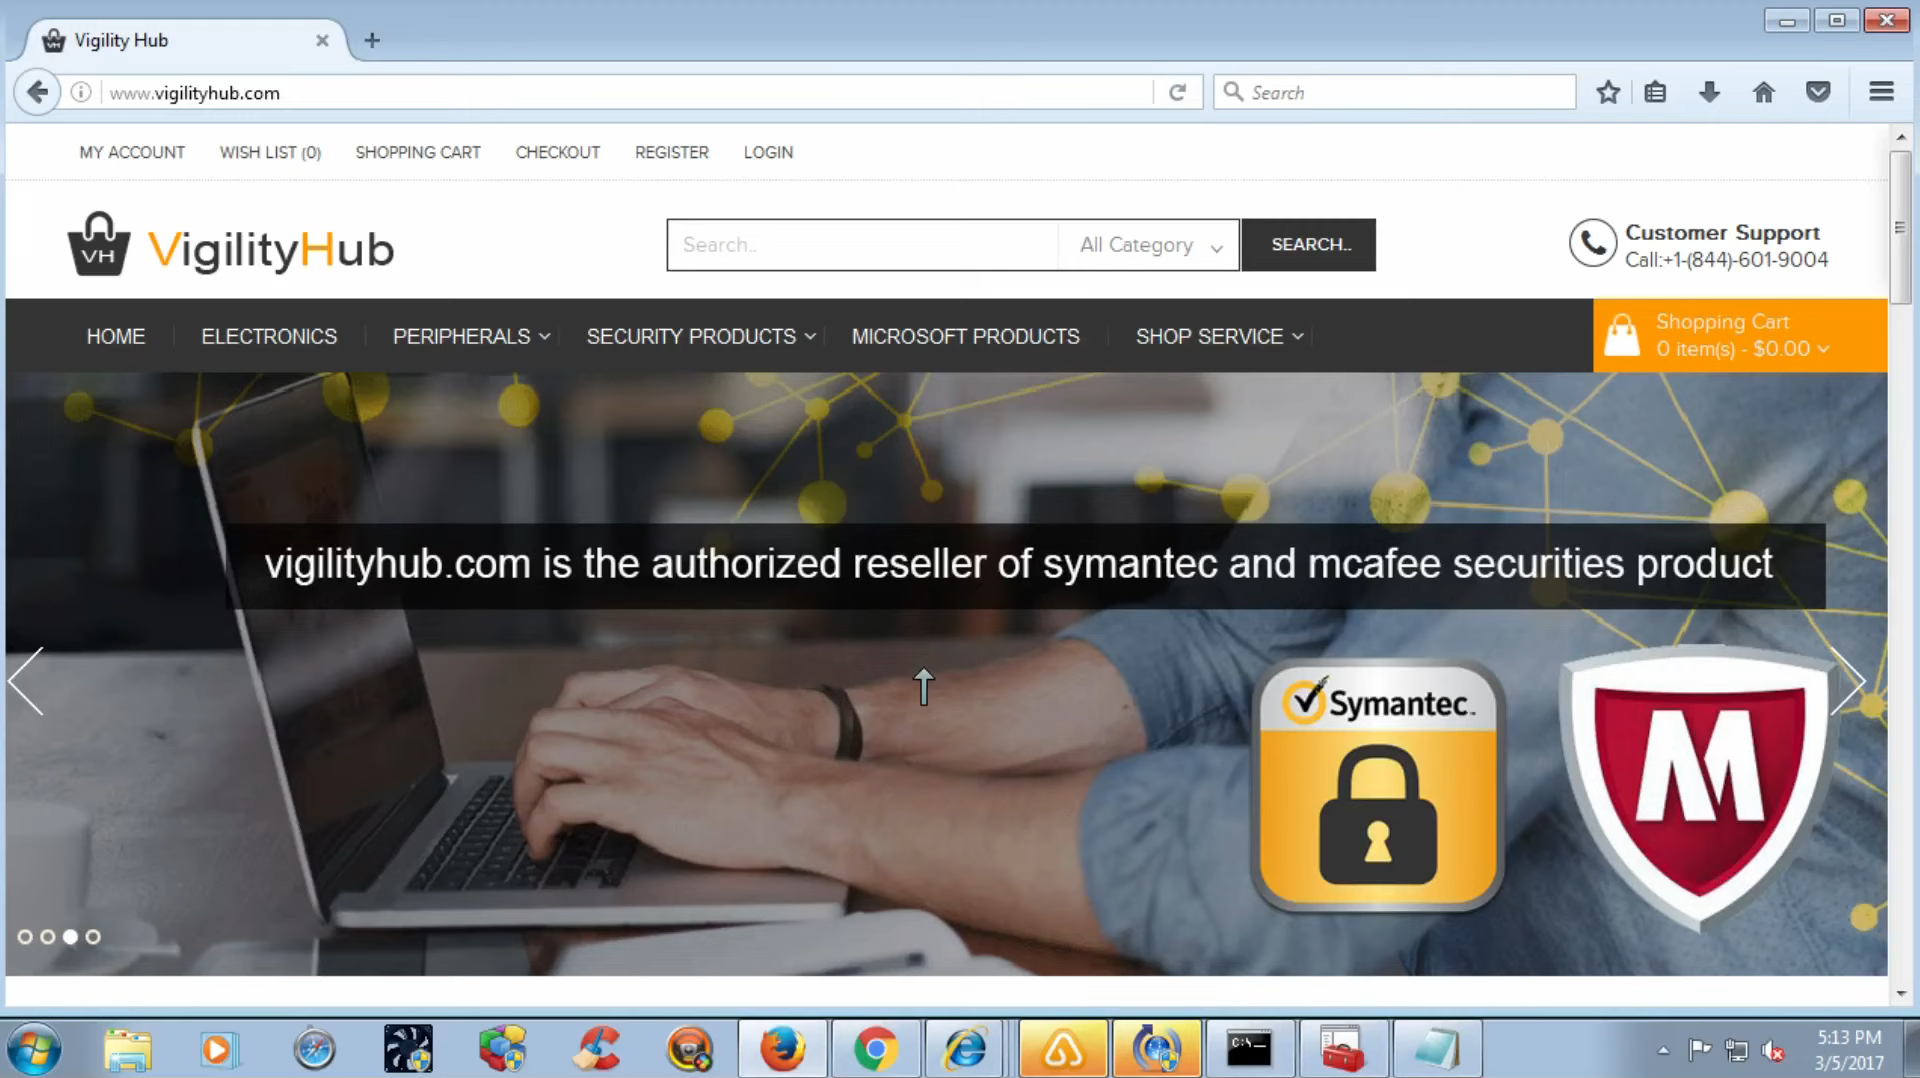 Vigility Hub
www.vigilityhub.com
Search
MY ACCOUNT WISH LIST (0) SHOPPING CART CHECKOUT REGISTER LOGIN
VH VigilityHub
Search.. All Category SEARCH..
Customer Support
Call:+1-(844)-601-9004
HOME ELECTRONICS PERIPHERALS SECURITY PRODUCTS MICROSOFT PRODUCTS SHOP SERVICE
Shopping Cart
0 item(s) - $0.00
vigilityhub.com is the authorized reseller of symantec and mcafee securities product
Symantec.
M
C:\_
5:13 PM
3/5/2017